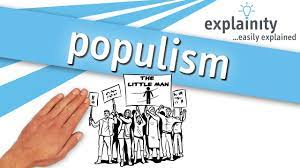 explainity
...easily explained
populism
THE
LITTLE MAN